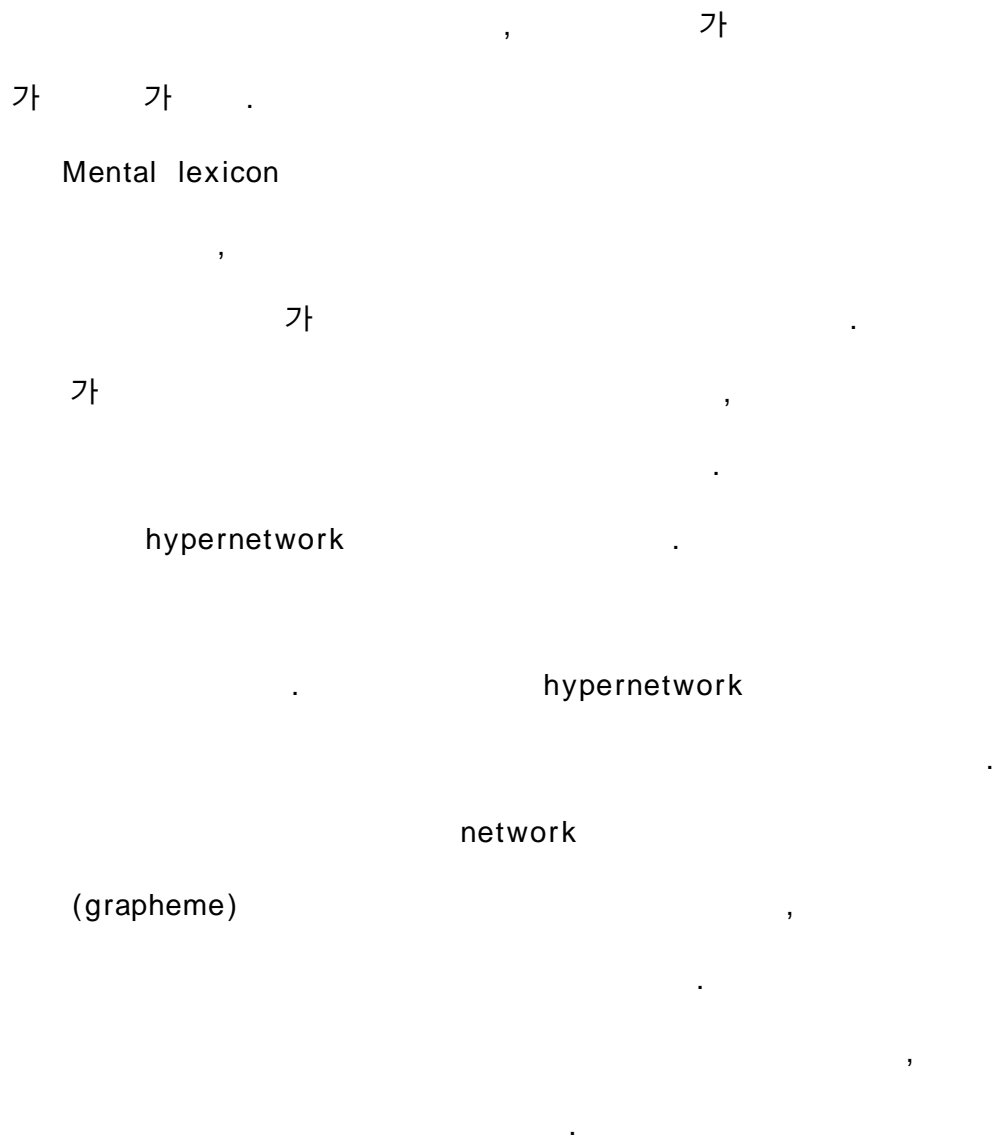 , 가
가 가 .
Mental lexicon
,
가 .
가 ,
.
hypernetwork .
. hypernetwork
.
network
(grapheme) ,
.
,
.